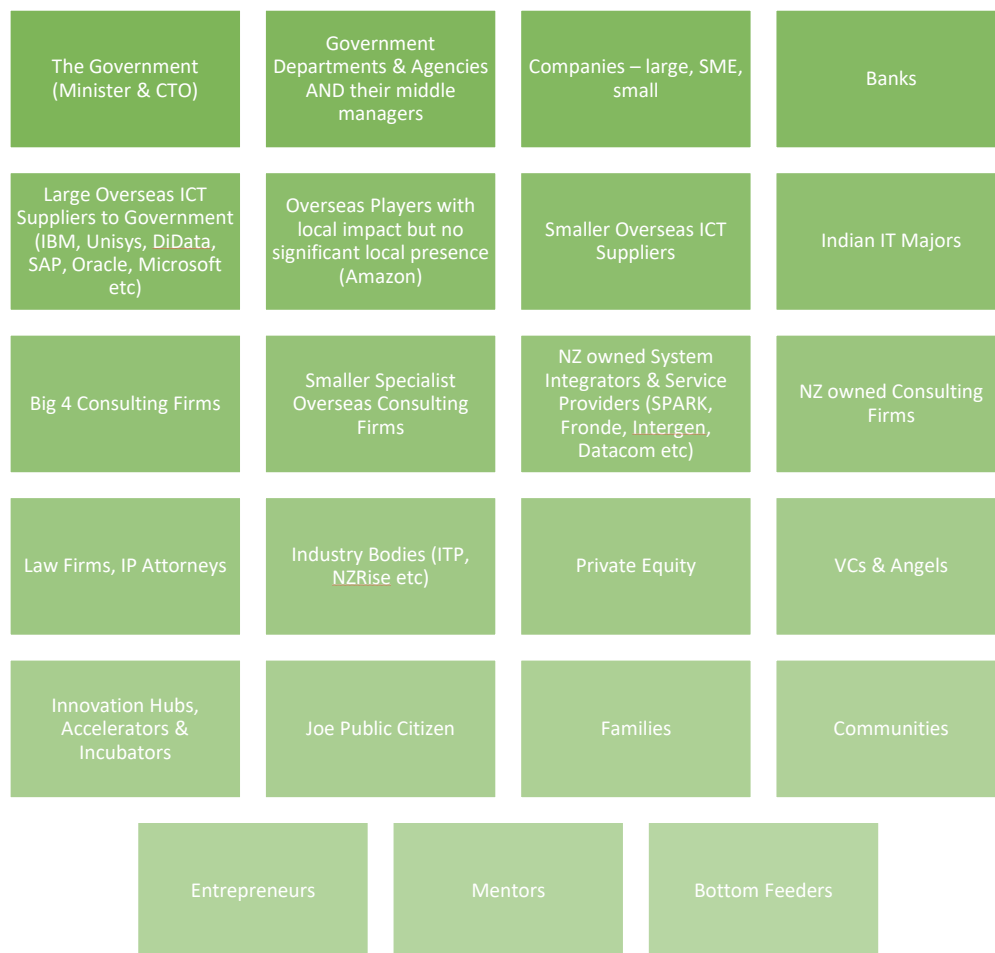 The Government
(Minister & CTO)
Government
Departments & Agencies
AND their middle
managers
Companies – large, SME,
small
Banks
Large Overseas ICT
Suppliers to Government
(IBM, Unisys, DiData,
SAP, Oracle, Microsoft
etc)
Overseas Players with
local impact but no
significant local presence
(Amazon)
Smaller Overseas ICT
Suppliers
Indian IT Majors
Big 4 Consulting Firms
Smaller Specialist
Overseas Consulting
Firms
NZ owned System
Integrators & Service
Providers (SPARK,
Fronde, Intergen,
Datacom etc)
NZ owned Consulting
Firms
Law Firms, IP Attorneys
Industry Bodies (ITP,
NZRise etc)
Private Equity
VCs & Angels
Innovation Hubs,
Accelerators &
Incubators
Joe Public Citizen
Families
Communities
Entrepreneurs
Mentors
Bottom Feeders